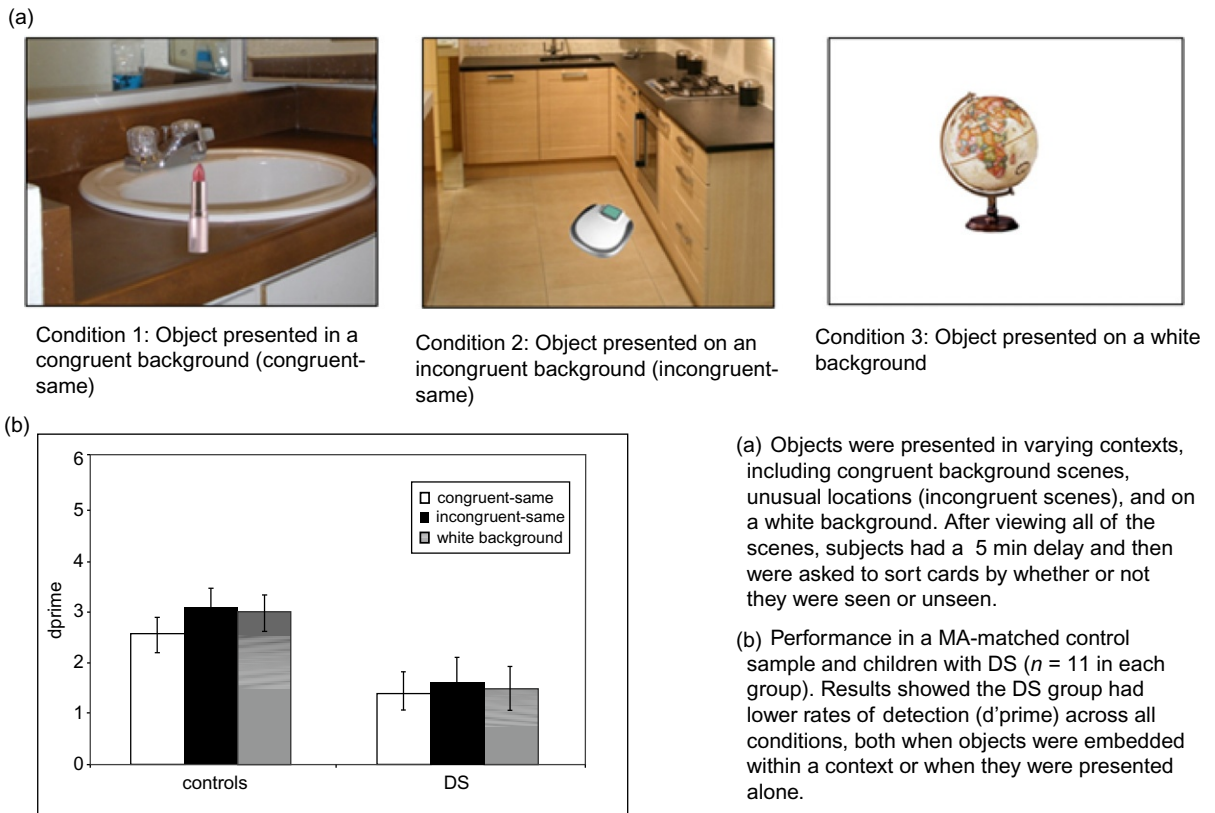 (a)
Condition 1: Object presented in a
congruent background (congruent-
same)
Condition 2: Object presented on an
incongruent background (incongruent-
same)
Condition 3: Object presented on a white
background
(b)
6
5
4
3
2
1
0
dprime
congruent-same
incongruent-same
white background
controls
DS
(a) Objects were presented in varying contexts,
including congruent background scenes,
unusual locations (incongruent scenes), and on
a white background. After viewing all of the
scenes, subjects had a 5 min delay and then
were asked to sort cards by whether or not
they were seen or unseen.
(b) Performance in a MA-matched control
sample and children with DS (n = 11 in each
group). Results showed the DS group had
lower rates of detection (d'prime) across all
conditions, both when objects were embedded
within a context or when they were presented
alone.